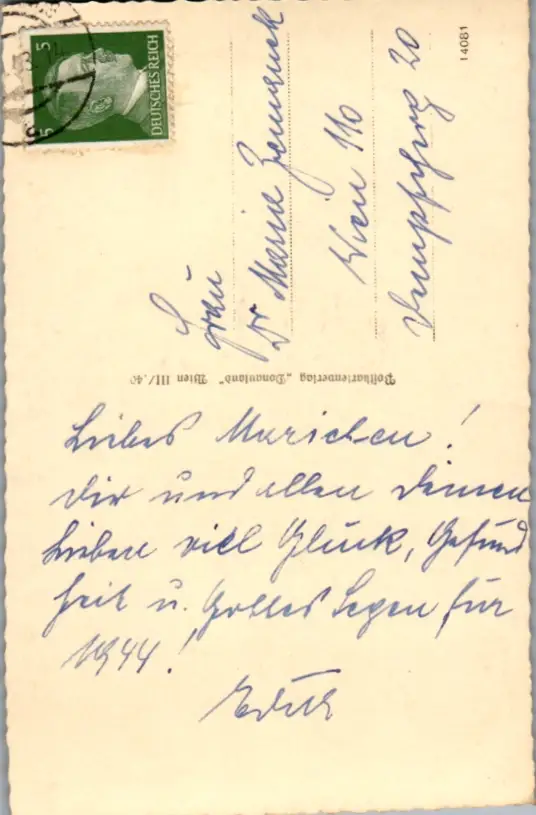 5 5
DEUTSCHES REICH
14081
Frau
Dr Marie
Wien 110
20
Postkartenverlag „Donauland“ Wien III/40
Liebes Mariechen!
Dir und allen Deinen
Lieben viel Glück, Gesund
heit u. Gottes Segen für
1944!
Edith